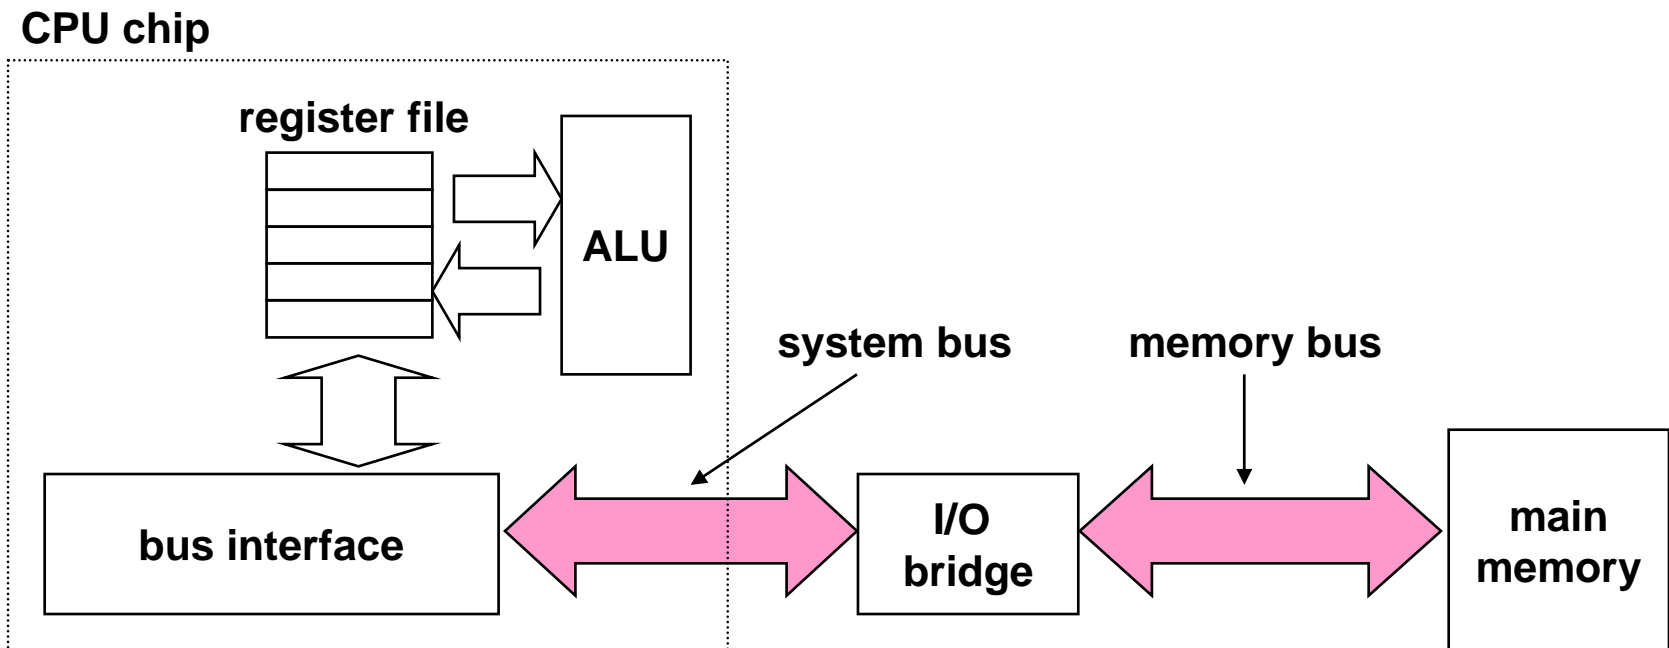 CPU chip
register file
ALU
system bus
memory bus
bus interface
I/O
bridge
main
memory